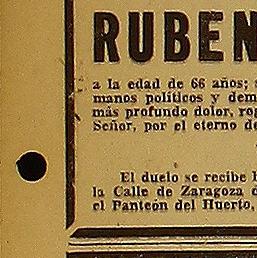 RUBEN
a la edad de 66 años;
manos políticos y dem
más profundo dolor, rog
Señor, por el eterno de
El duelo se recibe
la Calle de Zaragoza
el Panteón del Huerto,